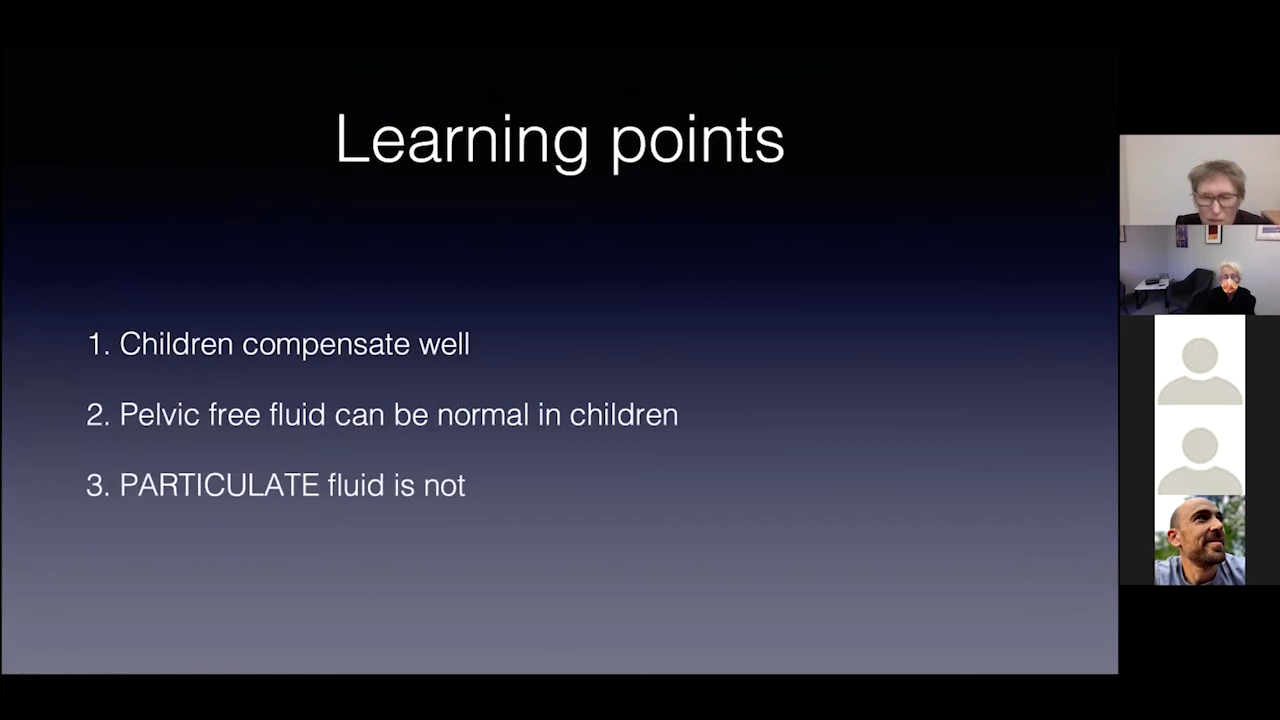 Learning points
1. Children compensate well
2. Pelvic free fluid can be normal in children
3. PARTICULATE fluid is not